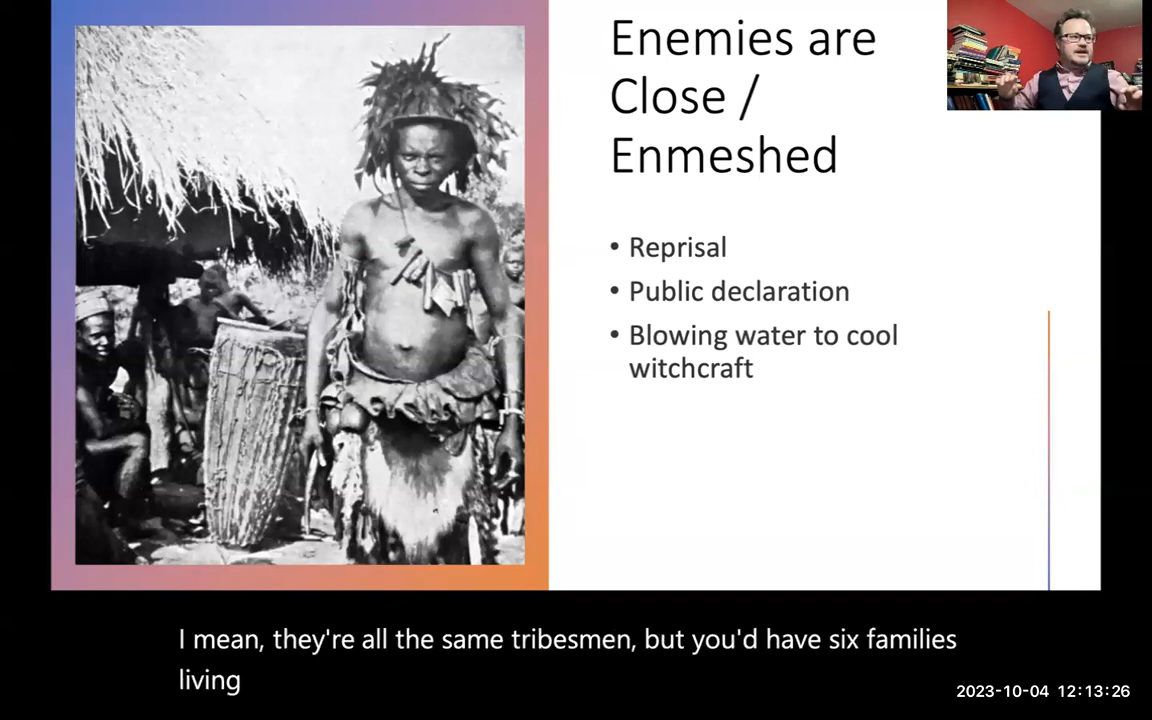 Enemies are
Close /
Enmeshed
• Reprisal
• Public declaration
• Blowing water to cool
witchcraft
I mean, they're all the same tribesmen, but you'd have six families
living
2023-10-04 12:13:26